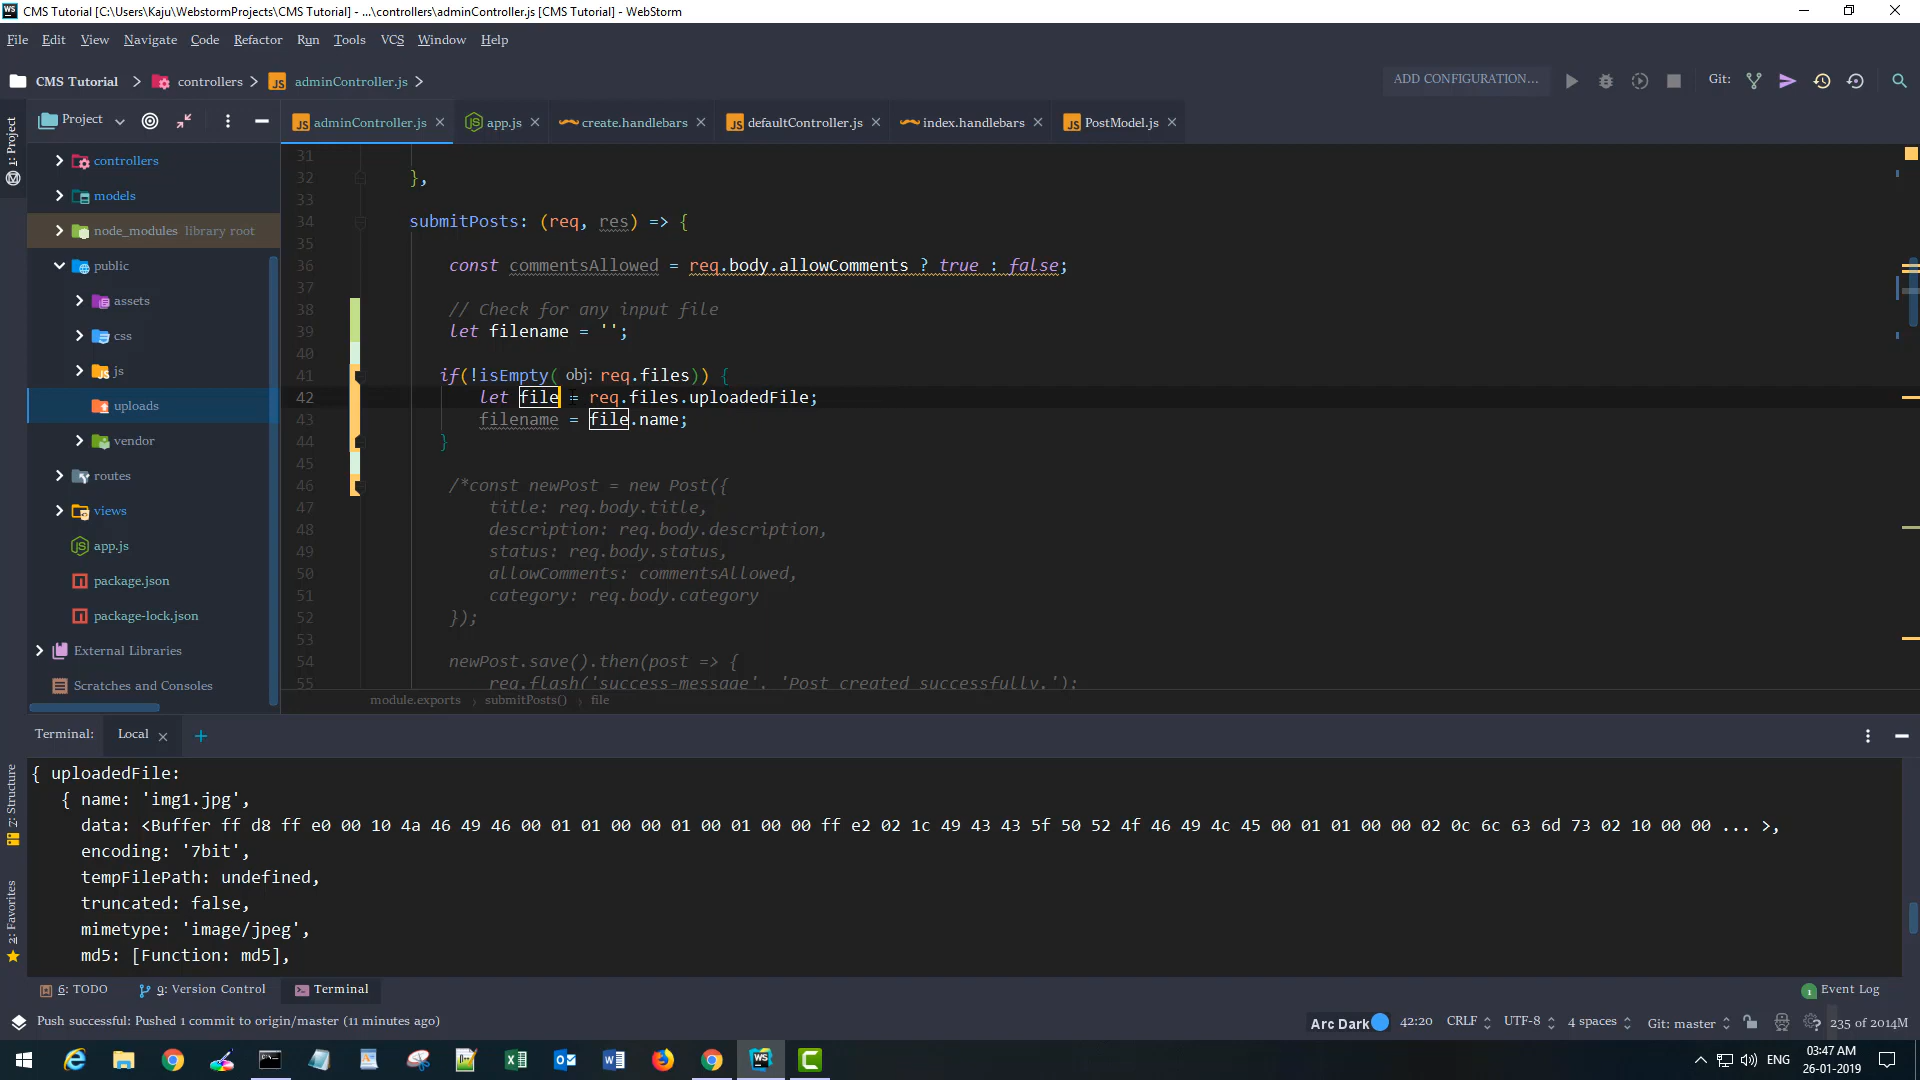 CMS Tutorial [C:\Users\Kaju\WebstormProjects\CMS Tutorial] - ...\controllers\adminController.js [CMS Tutorial] - WebStorm
File Edit View Navigate Code Refactor Run Tools VCS Window Help
CMS Tutorial controllers adminController.js ADD CONFIGURATION... Git:
1: Project
Project
adminController.js app.js create.handlebars defaultController.js index.handlebars PostModel.js
controllers
models
node_modules library root
public
assets
css
js
uploads
vendor
routes
views
app.js
package.json
package-lock.json
External Libraries
Scratches and Consoles
31
32 },
33
34 submitPosts: (req, res) => {
35
36 const commentsAllowed = req.body.allowComments ? true : false;
37
38 // Check for any input file
39 let filename = '';
40
41 if(!isEmpty( obj: req.files)) {
42 let file = req.files.uploadedFile;
43 filename = file.name;
44 }
45
46 /*const newPost = new Post({
47 title: req.body.title,
48 description: req.body.description,
49 status: req.body.status,
50 allowComments: commentsAllowed,
51 category: req.body.category
52 });
53
54 newPost.save().then(post => {
55 req.flash('success-message', 'Post created successfully.');
module.exports submitPosts() file
Terminal: Local
7: Structure
2: Favorites
{ uploadedFile:
{ name: 'img1.jpg',
data: <Buffer ff d8 ff e0 00 10 4a 46 49 46 00 01 01 00 00 01 00 01 00 00 ff e2 02 1c 49 43 43 5f 50 52 4f 46 49 4c 45 00 01 01 00 00 02 0c 6c 63 6d 73 02 10 00 00 ... >,
encoding: '7bit',
tempFilePath: undefined,
truncated: false,
mimetype: 'image/jpeg',
md5: [Function: md5],
6: TODO 9: Version Control Terminal Event Log
Push successful: Pushed 1 commit to origin/master (11 minutes ago) Arc Dark 42:20 CRLF UTF-8 4 spaces Git: master 235 of 2014M
ENG 03:47 AM
26-01-2019